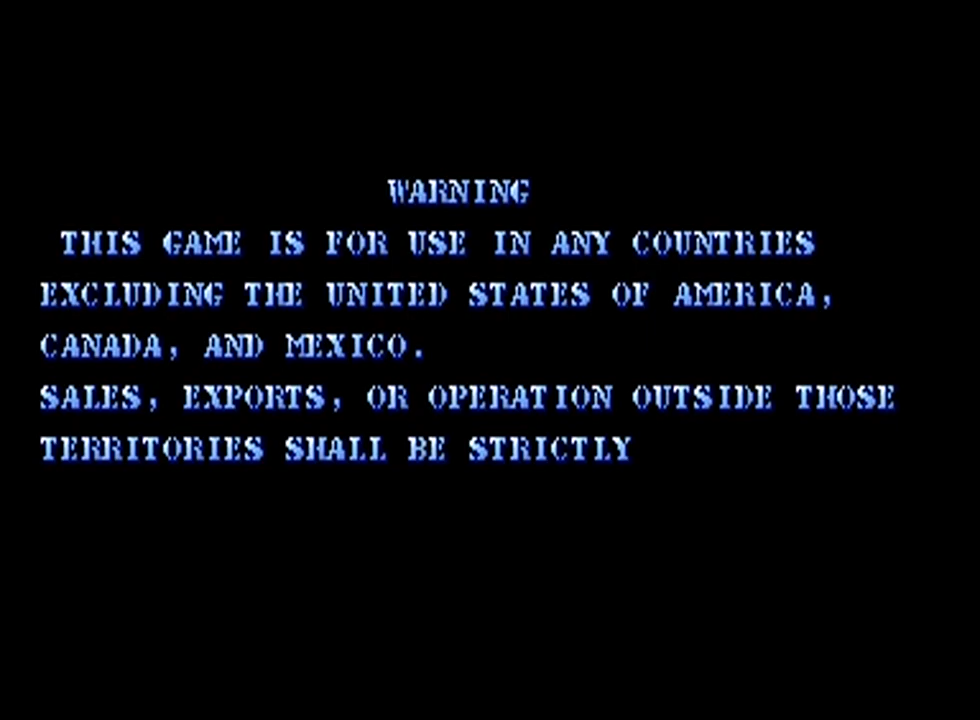 WARNING
THIS GAME IS FOR USE IN ANY COUNTRIES
EXCLUDING THE UNITED STATES OF AMERICA,
CANADA, AND MEXICO.
SALES, EXPORTS, OR OPERATION OUTSIDE THOSE
TERRITORIES SHALL BE STRICTLY